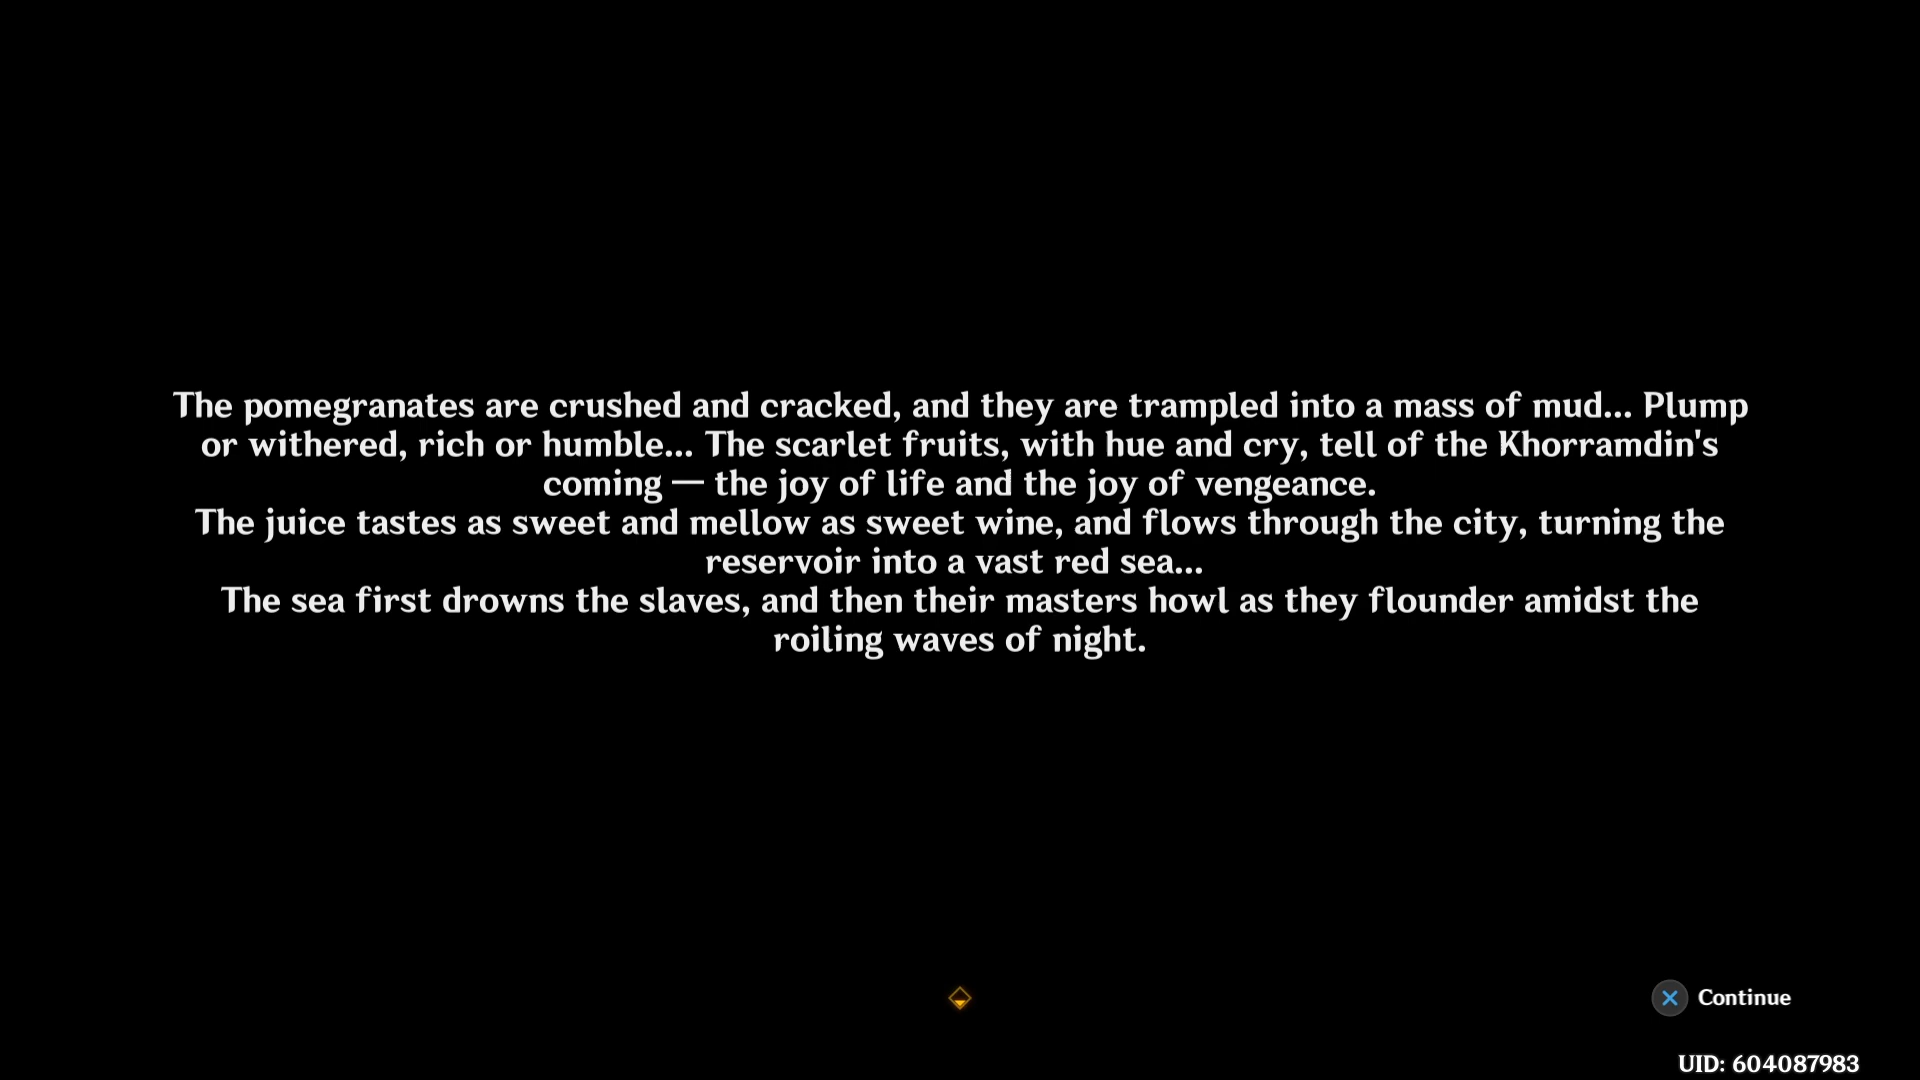 The pomegranates are crushed and cracked, and they are trampled into a mass of mud... Plump
or withered, rich or humble... The scarlet fruits, with hue and cry, tell of the Khorramdin's
coming — the joy of life and the joy of vengeance.
The juice tastes as sweet and mellow as sweet wine, and flows through the city, turning the
reservoir into a vast red sea...
The sea first drowns the slaves, and then their masters howl as they flounder amidst the
roiling waves of night.
Continue
UID: 604087983